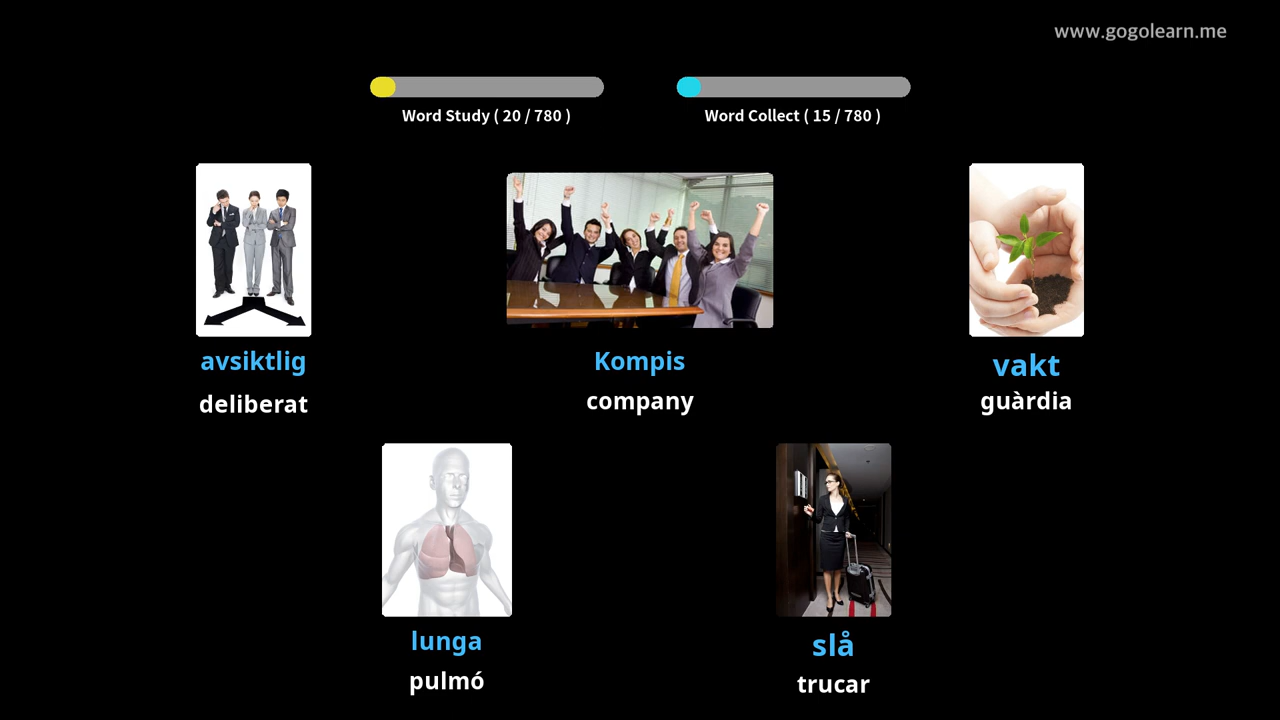 www.gogolearn.me
Word Study ( 20 / 780 )
Word Collect ( 15 / 780 )
avsiktlig
deliberat
Kompis
company
vakt
guàrdia
lunga
pulmó
slå
trucar